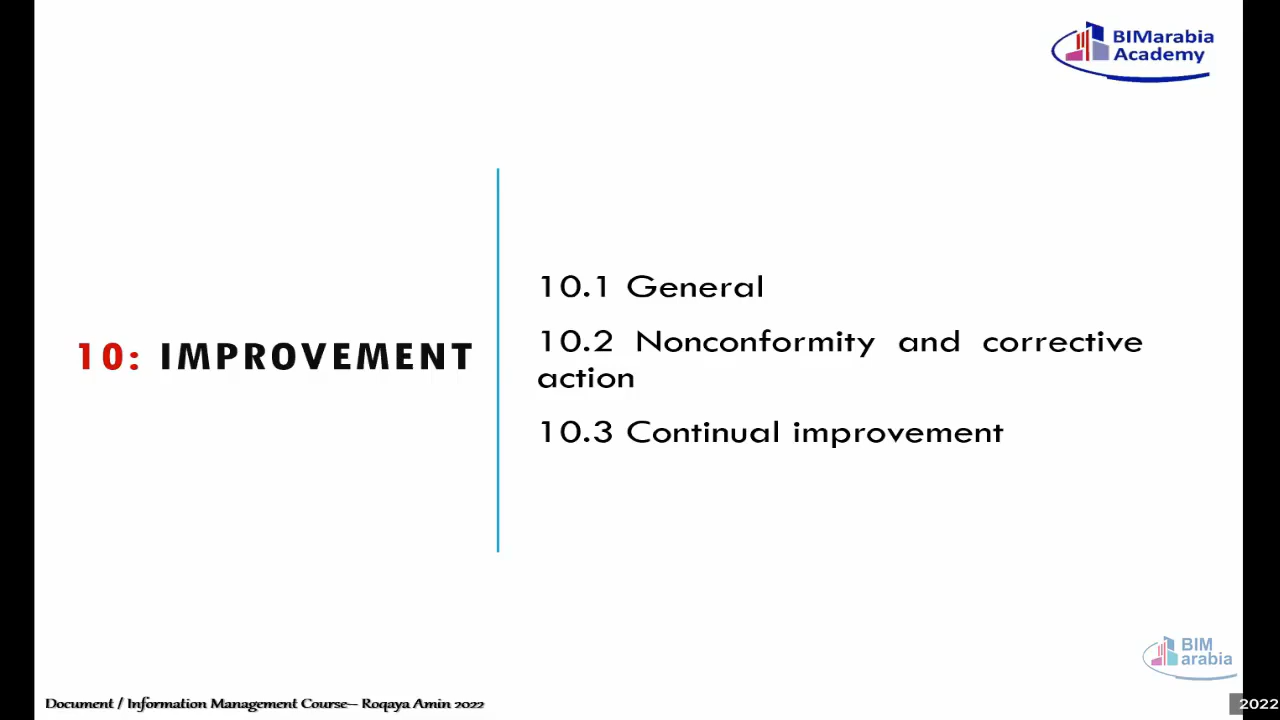 BIMarabia
Academy
10: IMPROVEMENT
10.1 General
10.2 Nonconformity and corrective
action
10.3 Continual improvement
BIM
arabia
Document / Information Management Course– Roqaya Amin 2022
2022